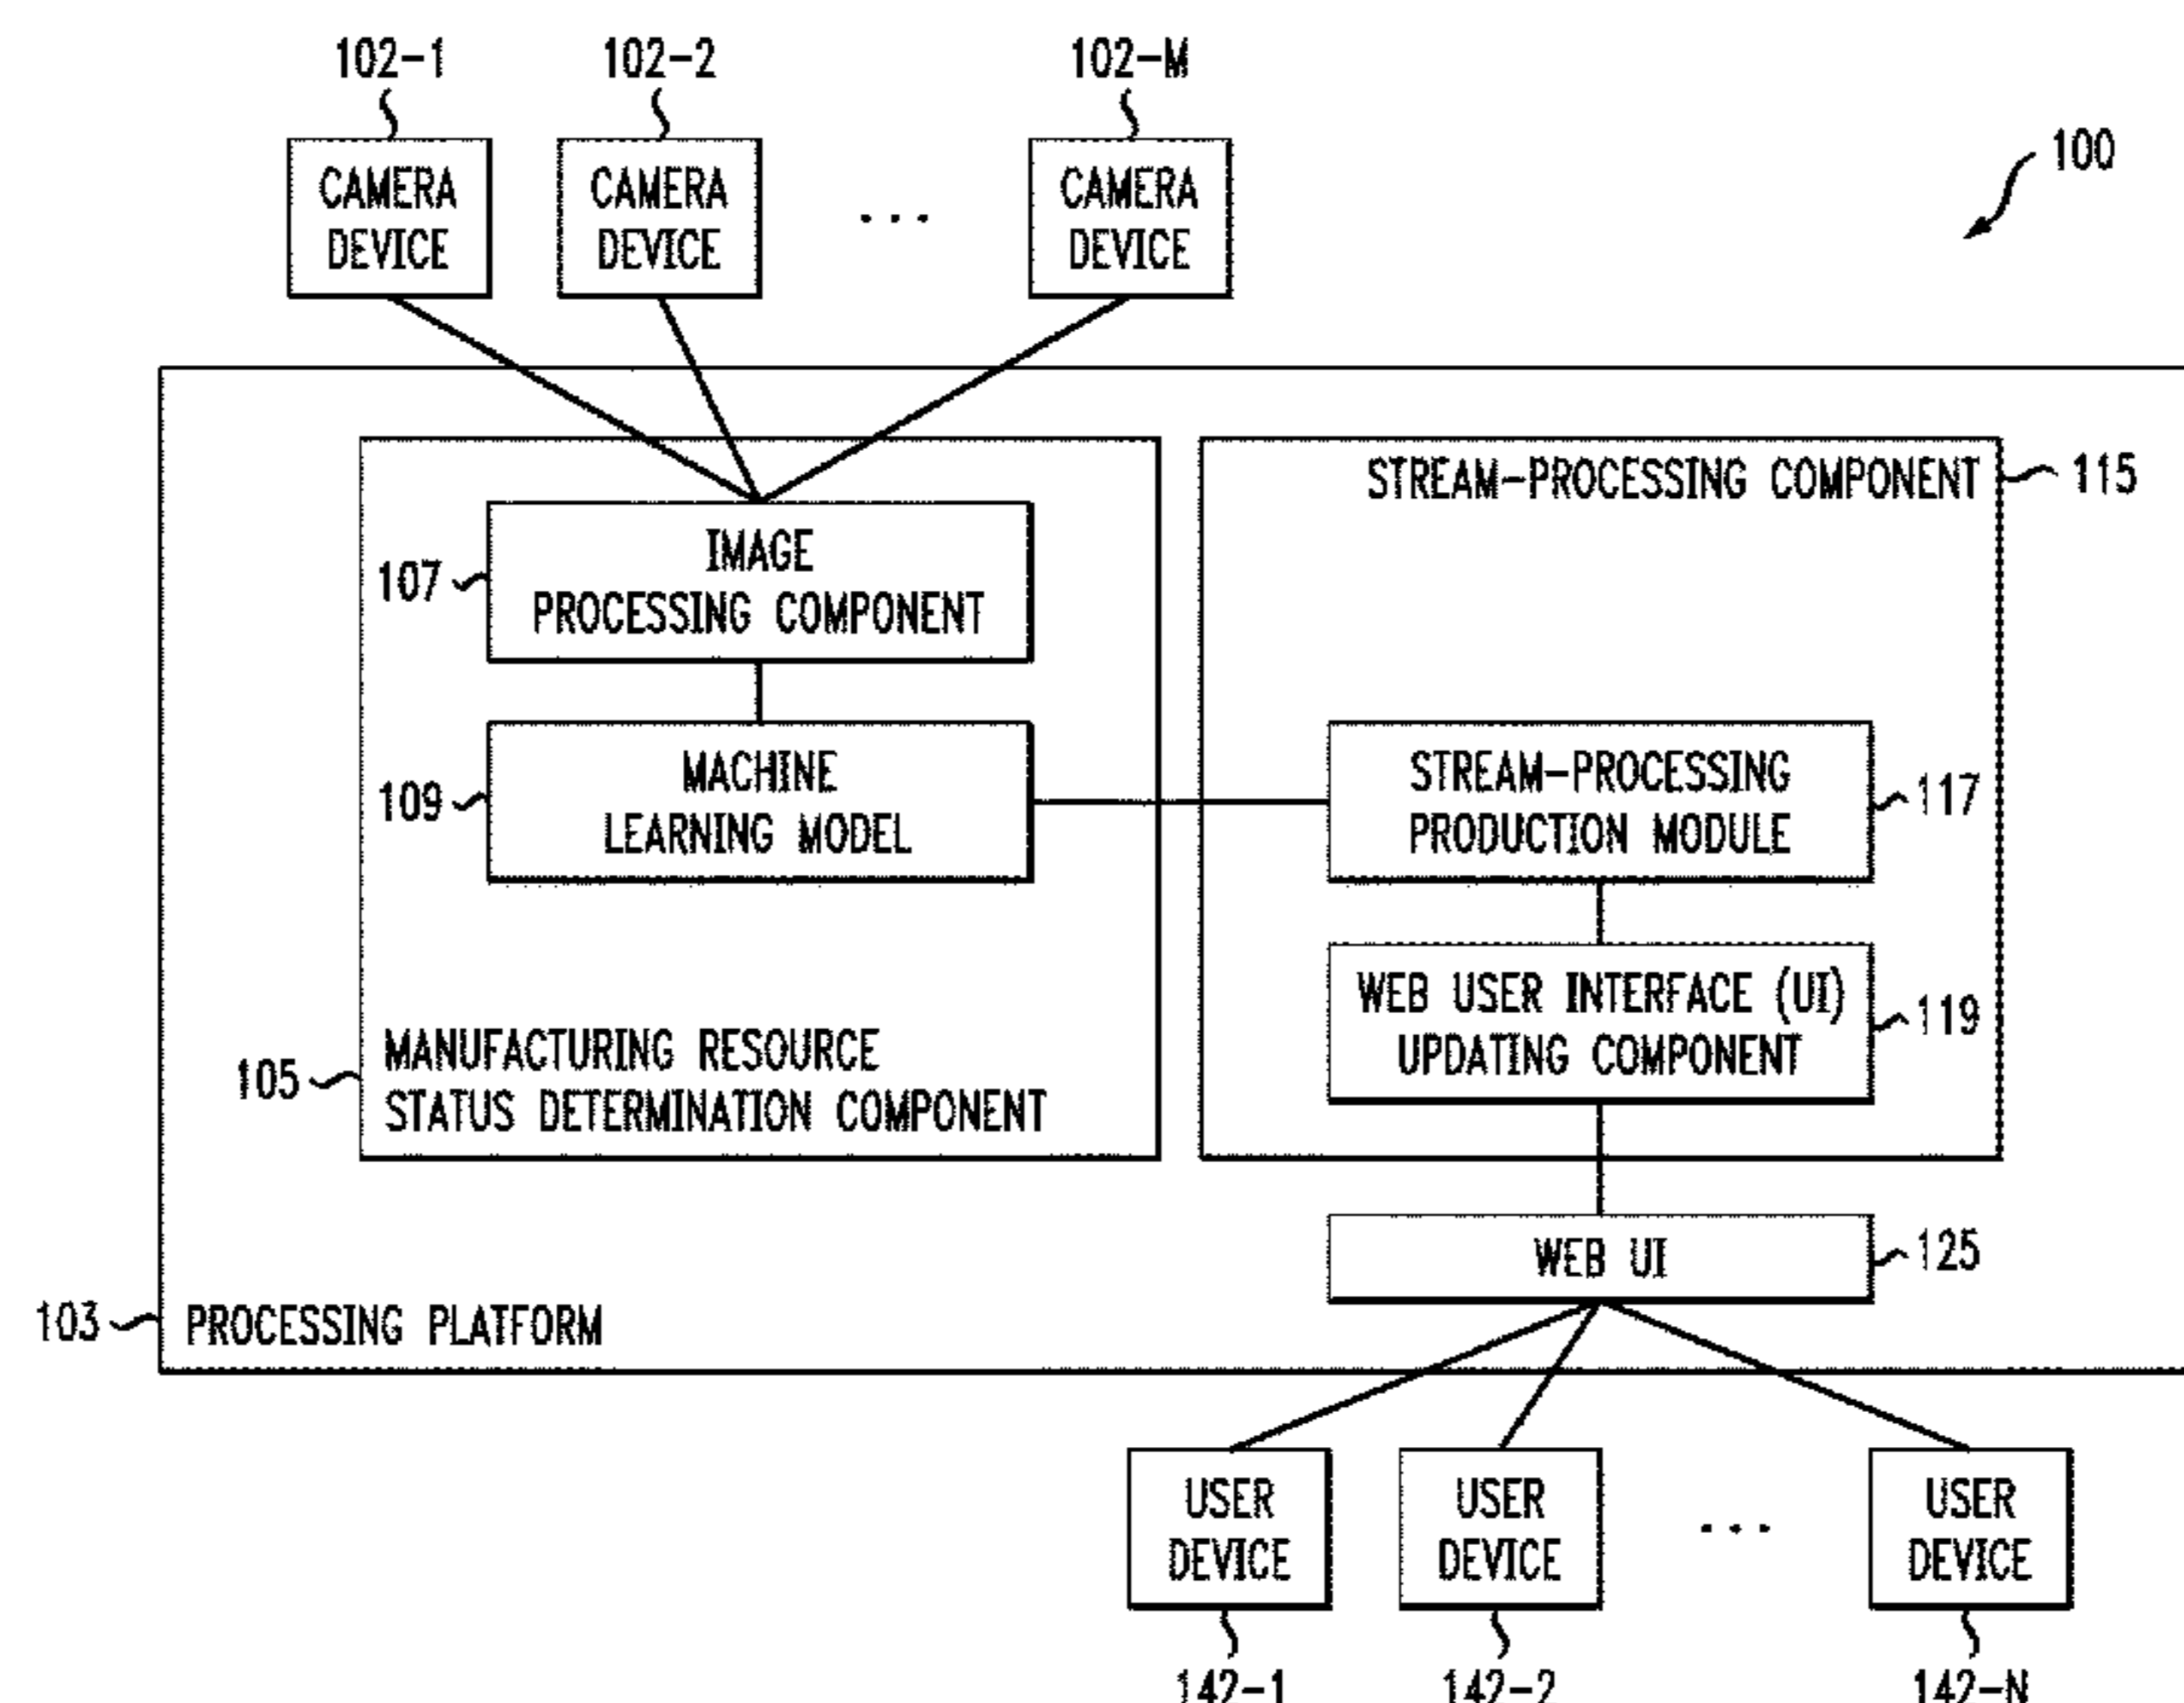 102-1
102-2
102-M
100
CAMERA
DEVICE
CAMERA
DEVICE
...
CAMERA
DEVICE
STREAM-PROCESSING COMPONENT
115
107
IMAGE
PROCESSING COMPONENT
109
MACHINE
LEARNING MODEL
STREAM-PROCESSING
PRODUCTION MODULE
117
WEB USER INTERFACE (UI)
UPDATING COMPONENT
119
105
MANUFACTURING RESOURCE
STATUS DETERMINATION COMPONENT
WEB UI
125
103
PROCESSING PLATFORM
USER
DEVICE
USER
DEVICE
...
USER
DEVICE
142-1
142-2
142-N